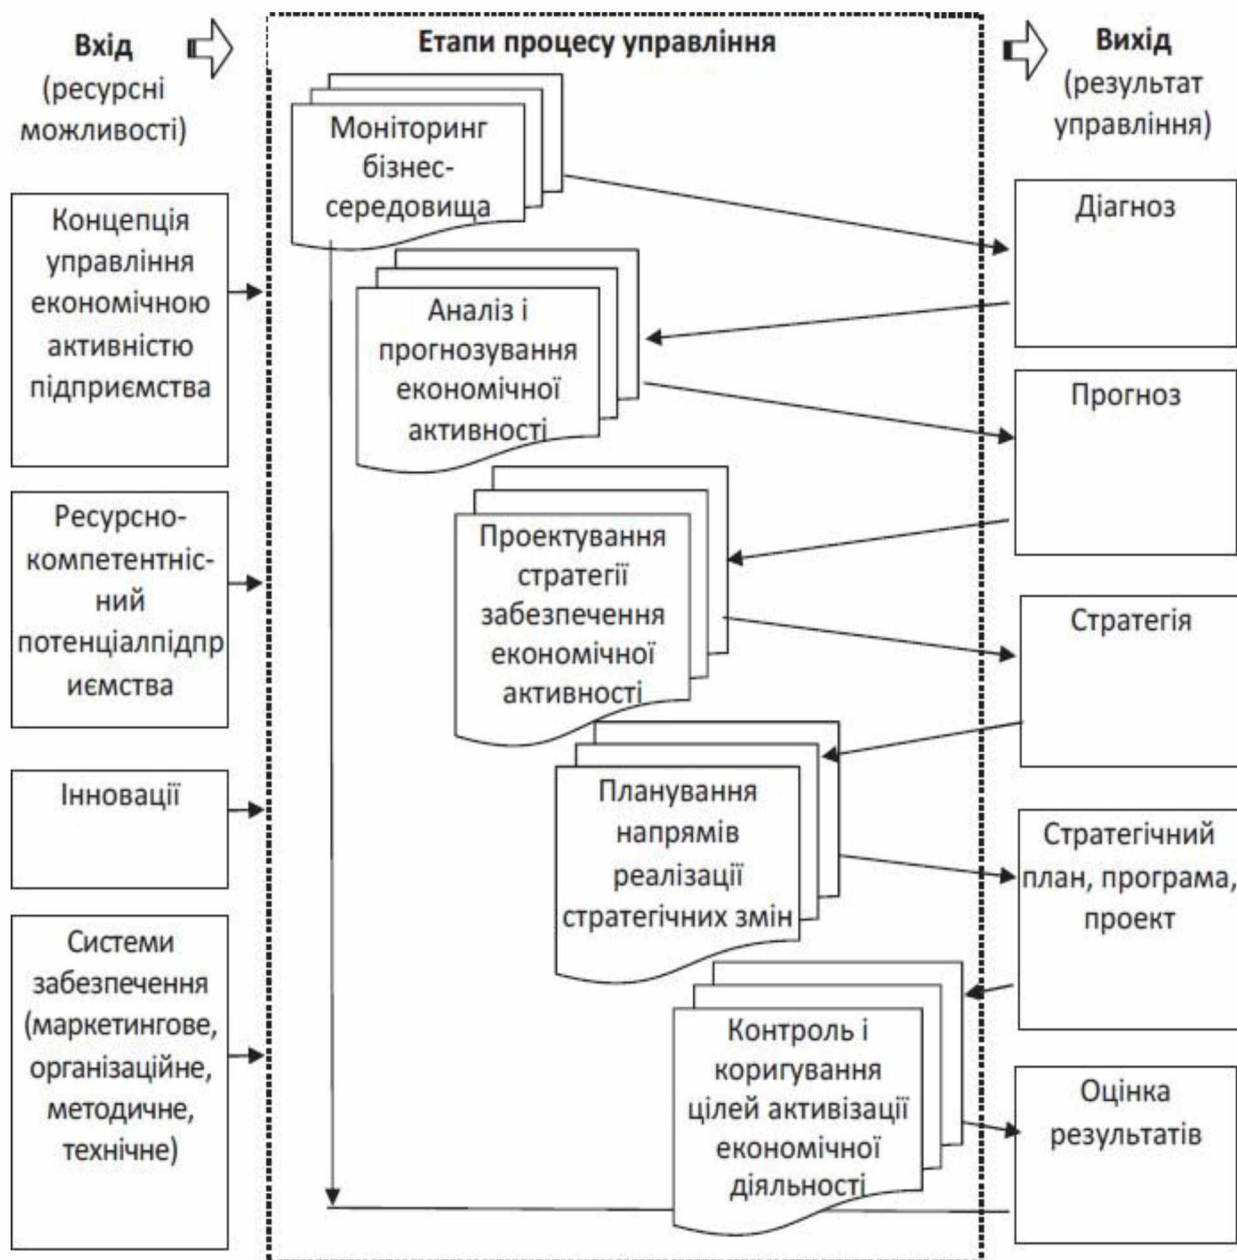 Вхід
(ресурсні
можливості)
Етапи процесу управління
Вихід
(результат
управління)
Концепція
управління
економічною
активністю
підприємства
Ресурсно-
компетентніс-
ний
потенціалпідпр
иємства
Інновації
Системи
забезпечення
(маркетингове,
організаційне,
методичне,
технічне)
Моніторинг
бізнес-
середовища
Аналіз і
прогнозування
економічної
активності
Проектування
стратегії
забезпечення
економічної
активності
Планування
напрямів
реалізації
стратегічних змін
Контроль і
коригування
цілей активізації
економічної
діяльності
Діагноз
Прогноз
Стратегія
Стратегічний
план, програма,
проект
Оцінка
результатів